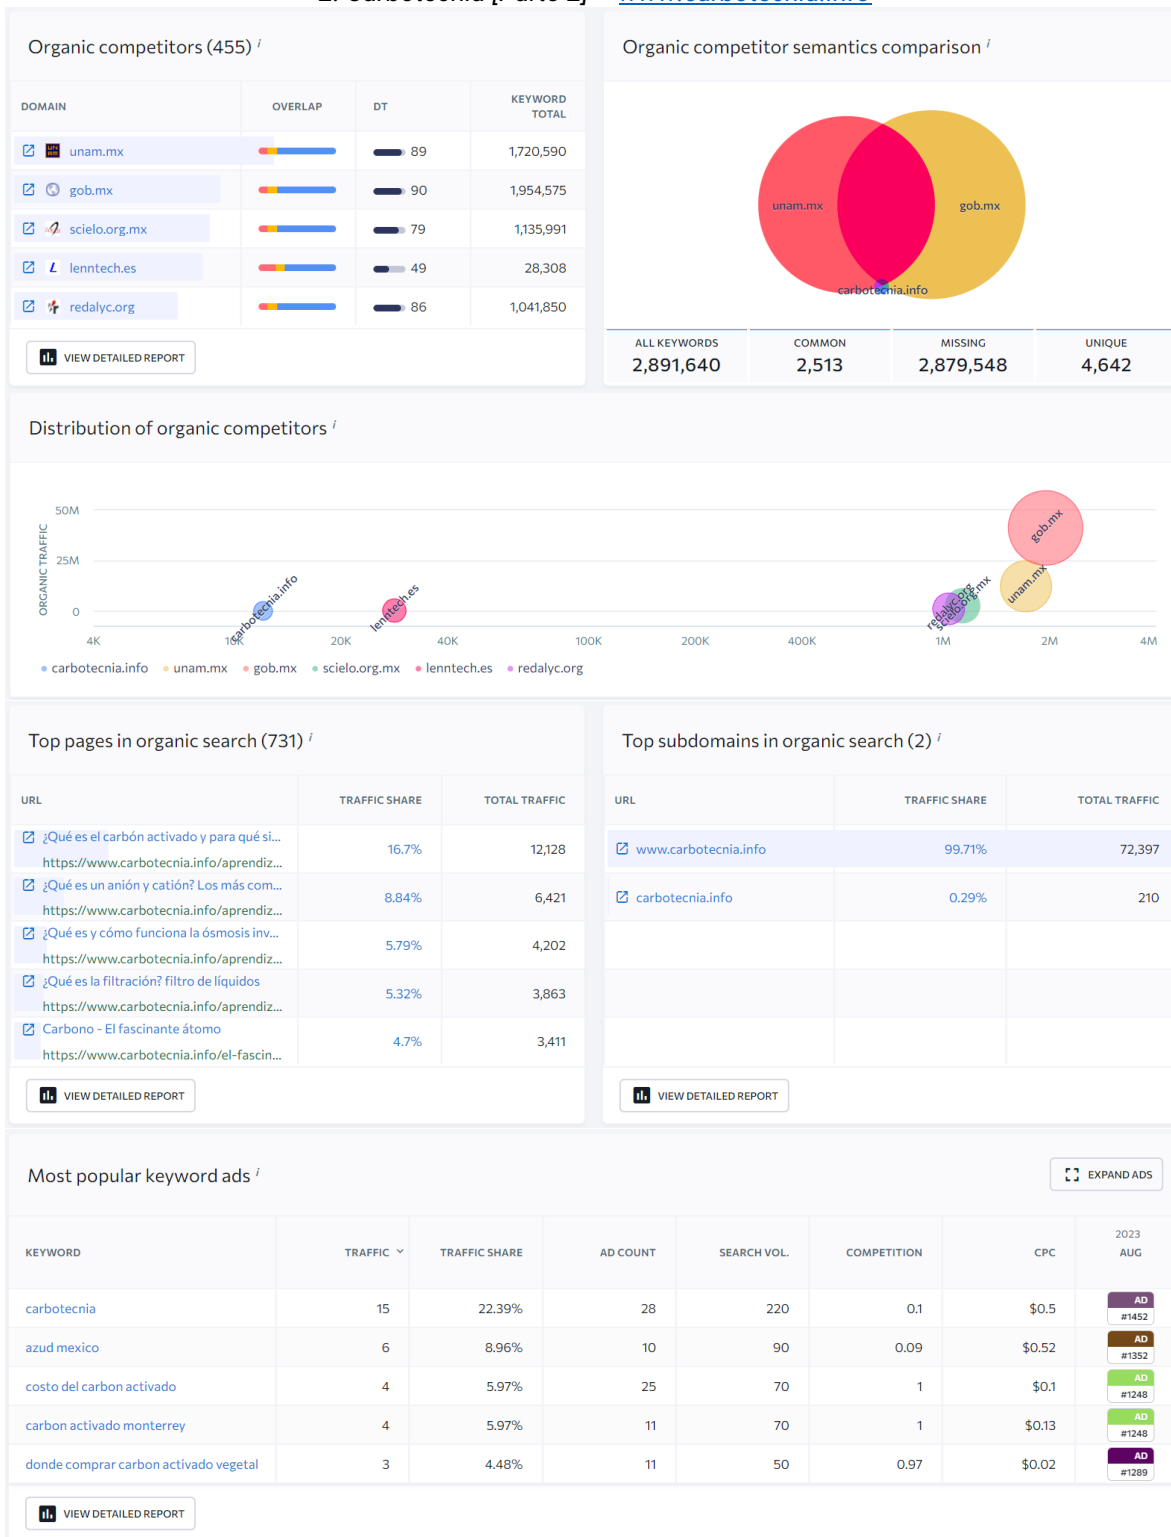 2. Carbotecnia [Parte 2] – www.carbotecnia.info
Organic competitors (455) i
DOMAIN OVERLAP DT KEYWORD TOTAL
unam.mx 89 1,720,590
gob.mx 90 1,954,575
scielo.org.mx 79 1,135,991
lenntech.es 49 28,308
redalyc.org 86 1,041,850
VIEW DETAILED REPORT
Organic competitor semantics comparison i
unam.mx gob.mx
carbotecnia.info
ALL KEYWORDS COMMON MISSING UNIQUE
2,891,640 2,513 2,879,548 4,642
Distribution of organic competitors i
ORGANIC TRAFFIC
50M
25M
0
carbotecnia.info lenntech.es redalyc.org scielo.org.mx unam.mx gob.mx
4K 10K 20K 40K 100K 200K 400K 1M 2M 4M
carbotecnia.info unam.mx gob.mx scielo.org.mx lenntech.es redalyc.org
Top pages in organic search (731) i
URL TRAFFIC SHARE TOTAL TRAFFIC
¿Qué es el carbón activado y para qué si...
https://www.carbotecnia.info/aprendiz...
16.7% 12,128
¿Qué es un anión y catión? Los más com...
https://www.carbotecnia.info/aprendiz...
8.84% 6,421
¿Qué es y cómo funciona la ósmosis inv...
https://www.carbotecnia.info/aprendiz...
5.79% 4,202
¿Qué es la filtración? filtro de líquidos
https://www.carbotecnia.info/aprendiz...
5.32% 3,863
Carbono - El fascinante átomo
https://www.carbotecnia.info/el-fascin...
4.7% 3,411
VIEW DETAILED REPORT
Top subdomains in organic search (2) i
URL TRAFFIC SHARE TOTAL TRAFFIC
www.carbotecnia.info 99.71% 72,397
carbotecnia.info 0.29% 210
VIEW DETAILED REPORT
Most popular keyword ads i
EXPAND ADS
KEYWORD TRAFFIC TRAFFIC SHARE AD COUNT SEARCH VOL. COMPETITION CPC 2023 AUG
carbotecnia 15 22.39% 28 220 0.1 $0.5 AD #1452
azud mexico 6 8.96% 10 90 0.09 $0.52 AD #1352
costo del carbon activado 4 5.97% 25 70 1 $0.1 AD #1248
carbon activado monterrey 4 5.97% 11 70 1 $0.13 AD #1248
donde comprar carbon activado vegetal 3 4.48% 11 50 0.97 $0.02 AD #1289
VIEW DETAILED REPORT